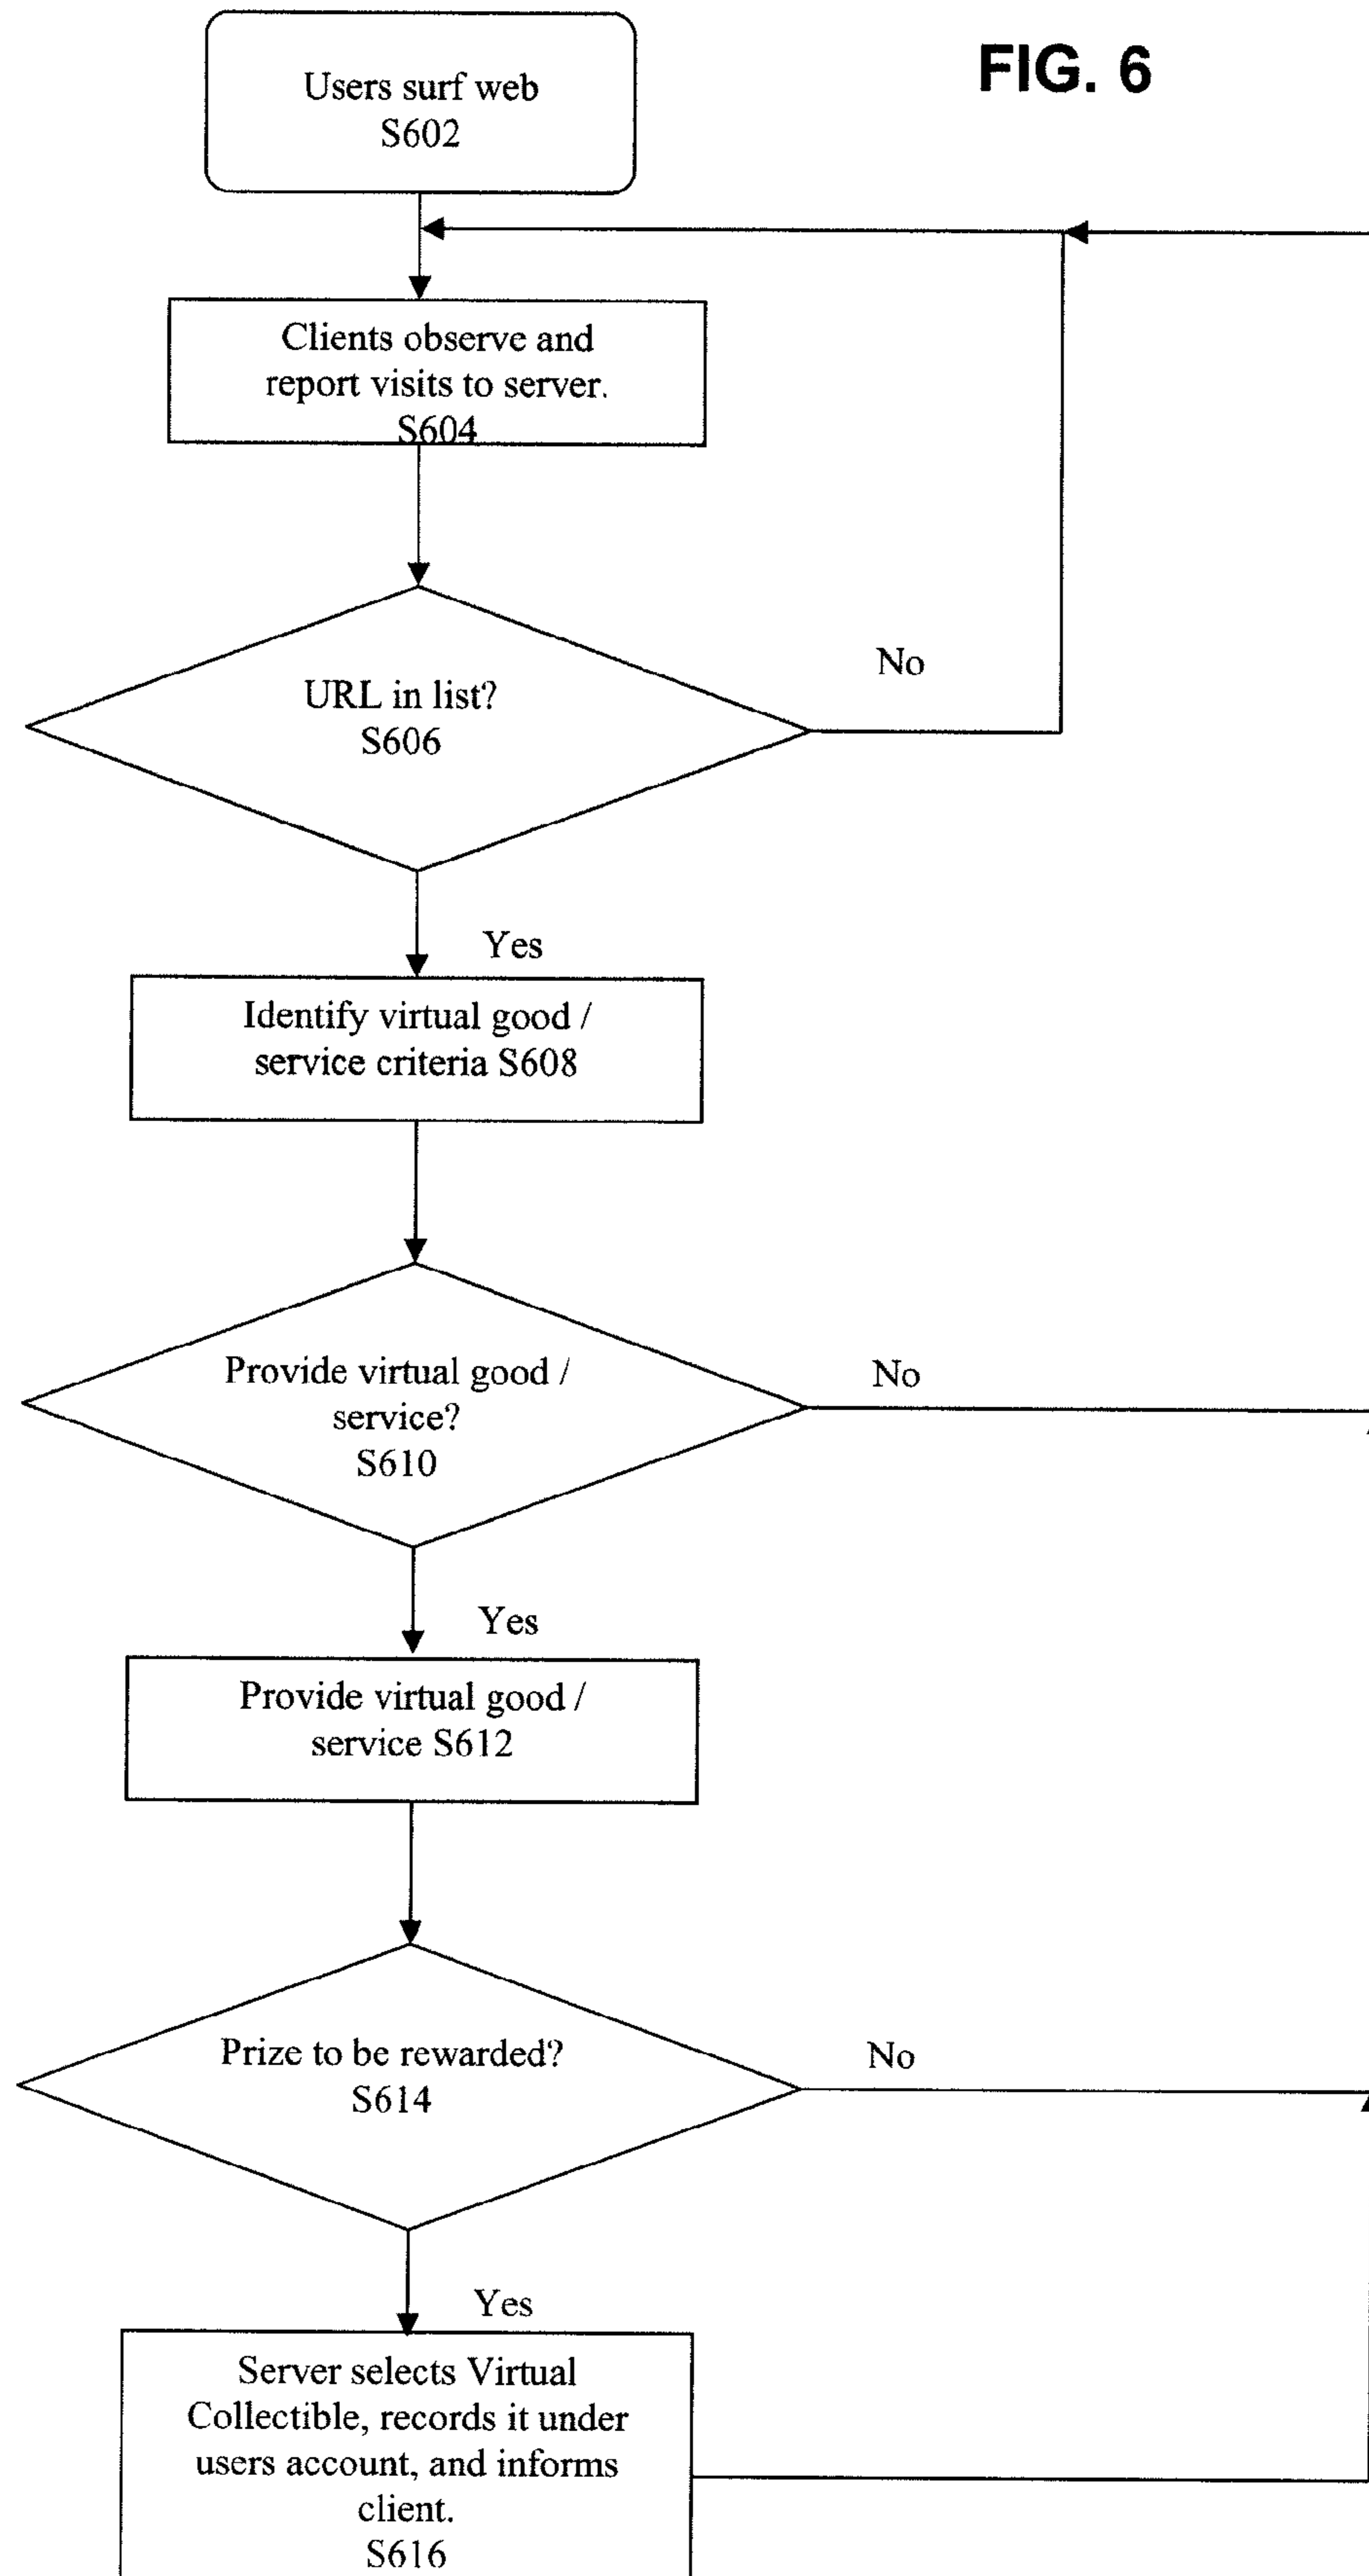 FIG. 6
Users surf web
S602
Clients observe and
report visits to server.
S604
URL in list?
S606
No
Yes
Identify virtual good /
service criteria S608
Provide virtual good /
service?
S610
No
Yes
Provide virtual good /
service S612
Prize to be rewarded?
S614
No
Yes
Server selects Virtual
Collectible, records it under
users account, and informs
client.
S616